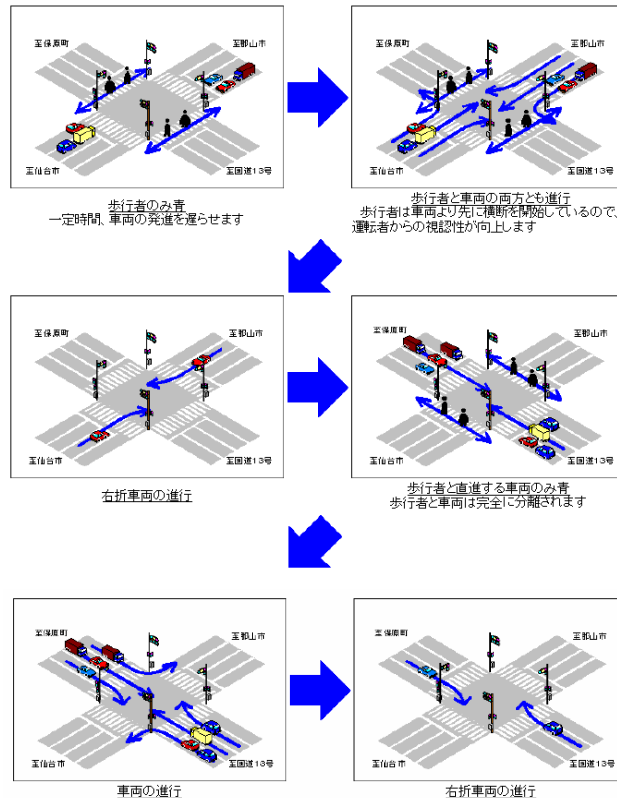 至保原町
至郡山市
至仙台市
至国道13号
歩行者のみ青
一定時間、車両の発進を遅らせます
至保原町
至郡山市
至仙台市
至国道13号
歩行者と車両の両方とも進行
歩行者は車両より先に横断を開始しているので、
運転者からの視認性が向上します
至保原町
至郡山市
至仙台市
至国道13号
右折車両の進行
至保原町
至郡山市
至仙台市
至国道13号
歩行者と直進する車両のみ青
歩行者と車両は完全に分離されます
至保原町
至郡山市
至仙台市
至国道13号
車両の進行
至保原町
至郡山市
至仙台市
至国道13号
右折車両の進行